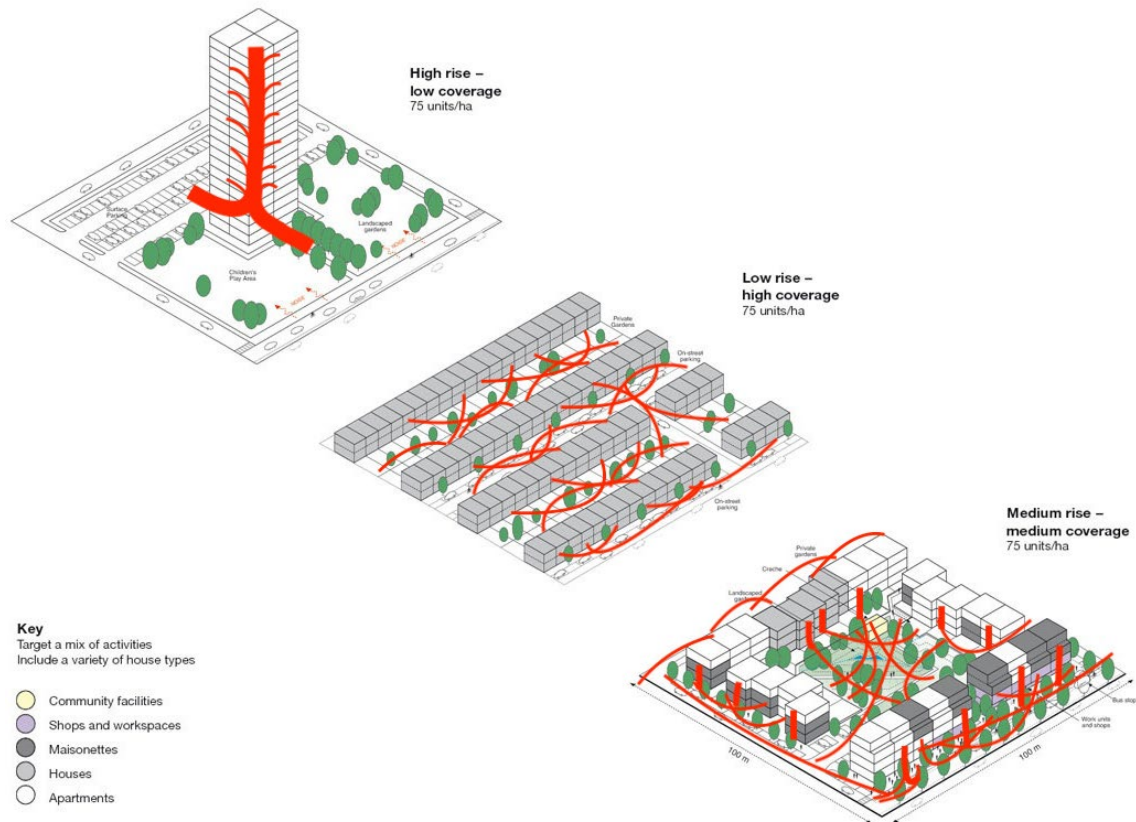 High rise –
low coverage
75 units/ha
Surface
Parking
Landscaped
gardens
NOISE
Children's
Play Area
NOISE
Low rise –
high coverage
75 units/ha
Private
Gardens
On-street
parking
On-street
parking
Medium rise –
medium coverage
75 units/ha
Private
gardens
Creche
Landscaped
Bus stop
Work units
and shops
100 m
100 m
Key
Target a mix of activities
Include a variety of house types
Community facilities
Shops and workspaces
Maisonettes
Houses
Apartments